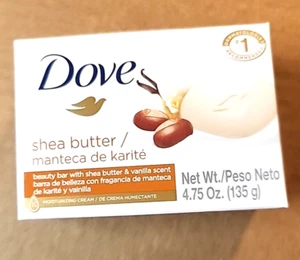 Dove
#1
shea butter /
manteca de karité
beauty bar with shea butter & vanilla scent
barra de belleza con fragancia de manteca
de karité y vainilla
MOISTURIZING CREAM / DE CREMA HUMECTANTE
Net Wt./Peso Neto
4.75 Oz. (135 g)